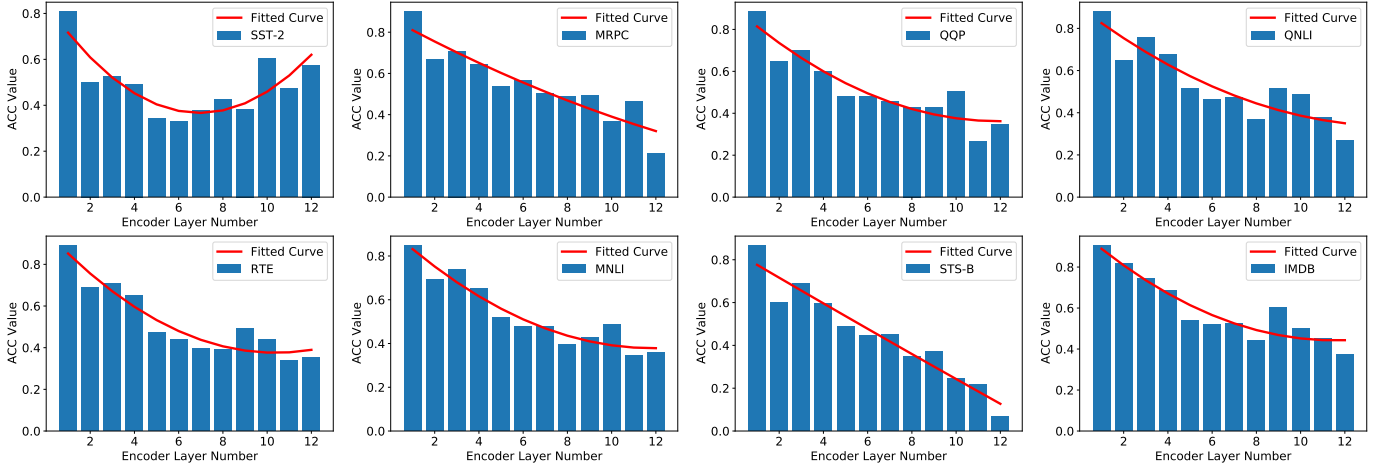 0.8
0.6
0.4
0.2
0.0
ACC Value
2 4 6 8 10 12
Encoder Layer Number
Fitted Curve
SST-2
0.8
0.6
0.4
0.2
0.0
ACC Value
2 4 6 8 10 12
Encoder Layer Number
Fitted Curve
MRPC
0.8
0.6
0.4
0.2
0.0
ACC Value
2 4 6 8 10 12
Encoder Layer Number
Fitted Curve
QQP
0.8
0.6
0.4
0.2
0.0
ACC Value
2 4 6 8 10 12
Encoder Layer Number
Fitted Curve
QNLI
0.8
0.6
0.4
0.2
0.0
ACC Value
2 4 6 8 10 12
Encoder Layer Number
Fitted Curve
RTE
0.8
0.6
0.4
0.2
0.0
ACC Value
2 4 6 8 10 12
Encoder Layer Number
Fitted Curve
MNLI
0.8
0.6
0.4
0.2
0.0
ACC Value
2 4 6 8 10 12
Encoder Layer Number
Fitted Curve
STS-B
0.8
0.6
0.4
0.2
0.0
ACC Value
2 4 6 8 10 12
Encoder Layer Number
Fitted Curve
IMDB